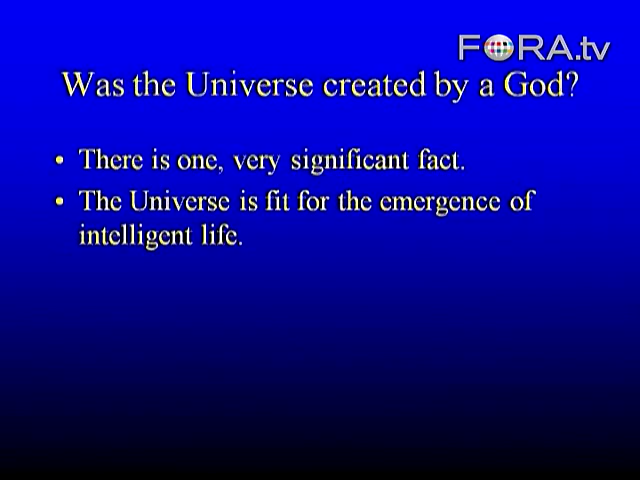 FORA.tv
Was the Universe created by a God?
• There is one, very significant fact.
• The Universe is fit for the emergence of
intelligent life.